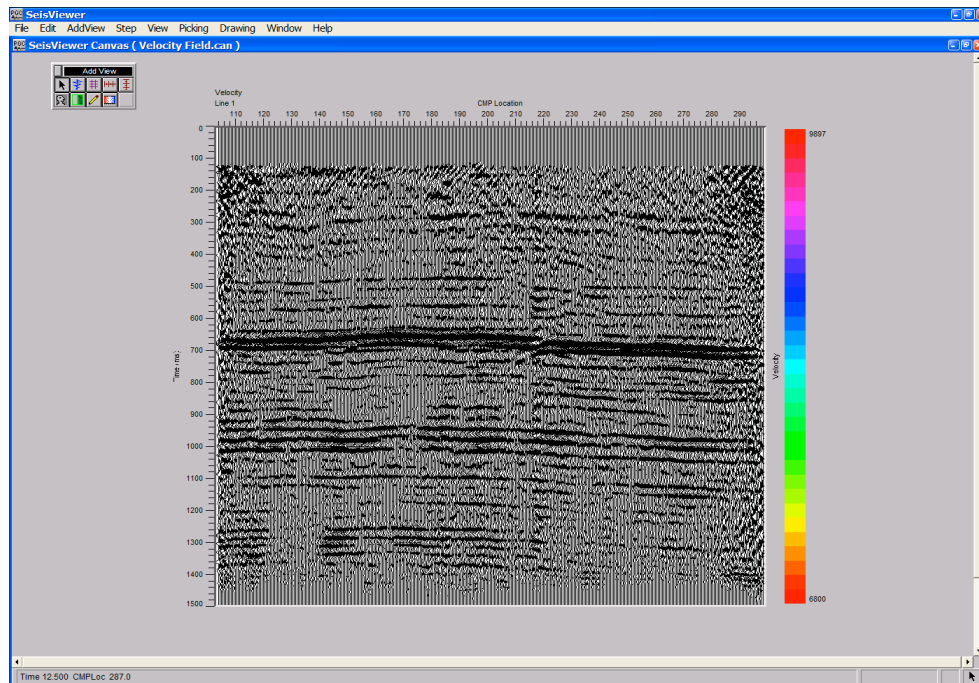 SeisViewer
File Edit AddView Step View Picking Drawing Window Help
SeisViewer Canvas ( Velocity Field.can )
Add View
Velocity
Line 1
CMP Location
110 120 130 140 150 160 170 180 190 200 210 220 230 240 250 260 270 280 290
0
100
200
300
400
500
600
700
800
900
1000
1100
1200
1300
1400
1500
Time (ms)
9897
Velocity
6800
Time 12.500 CMPLoc 287.0